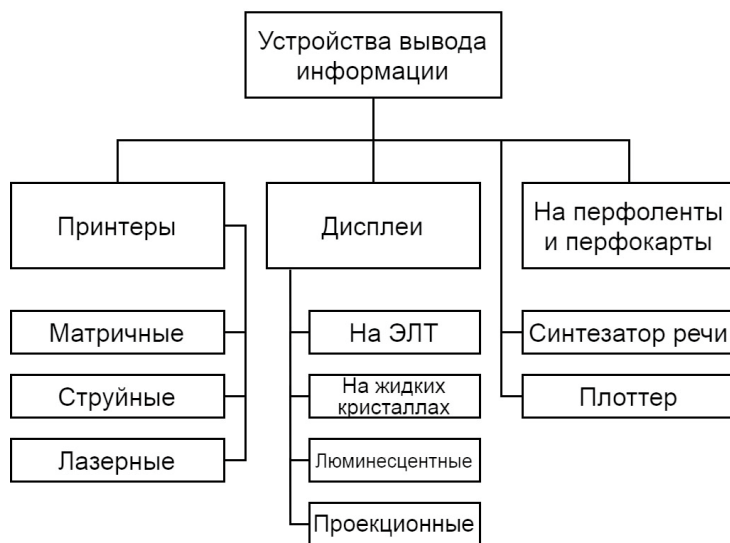 Устройства вывода
информации
Принтеры
Дисплеи
На перфоленты
и перфокарты
Матричные
На ЭЛТ
Синтезатор речи
Струйные
На жидких
кристаллах
Плоттер
Лазерные
Люминесцентные
Проекционные